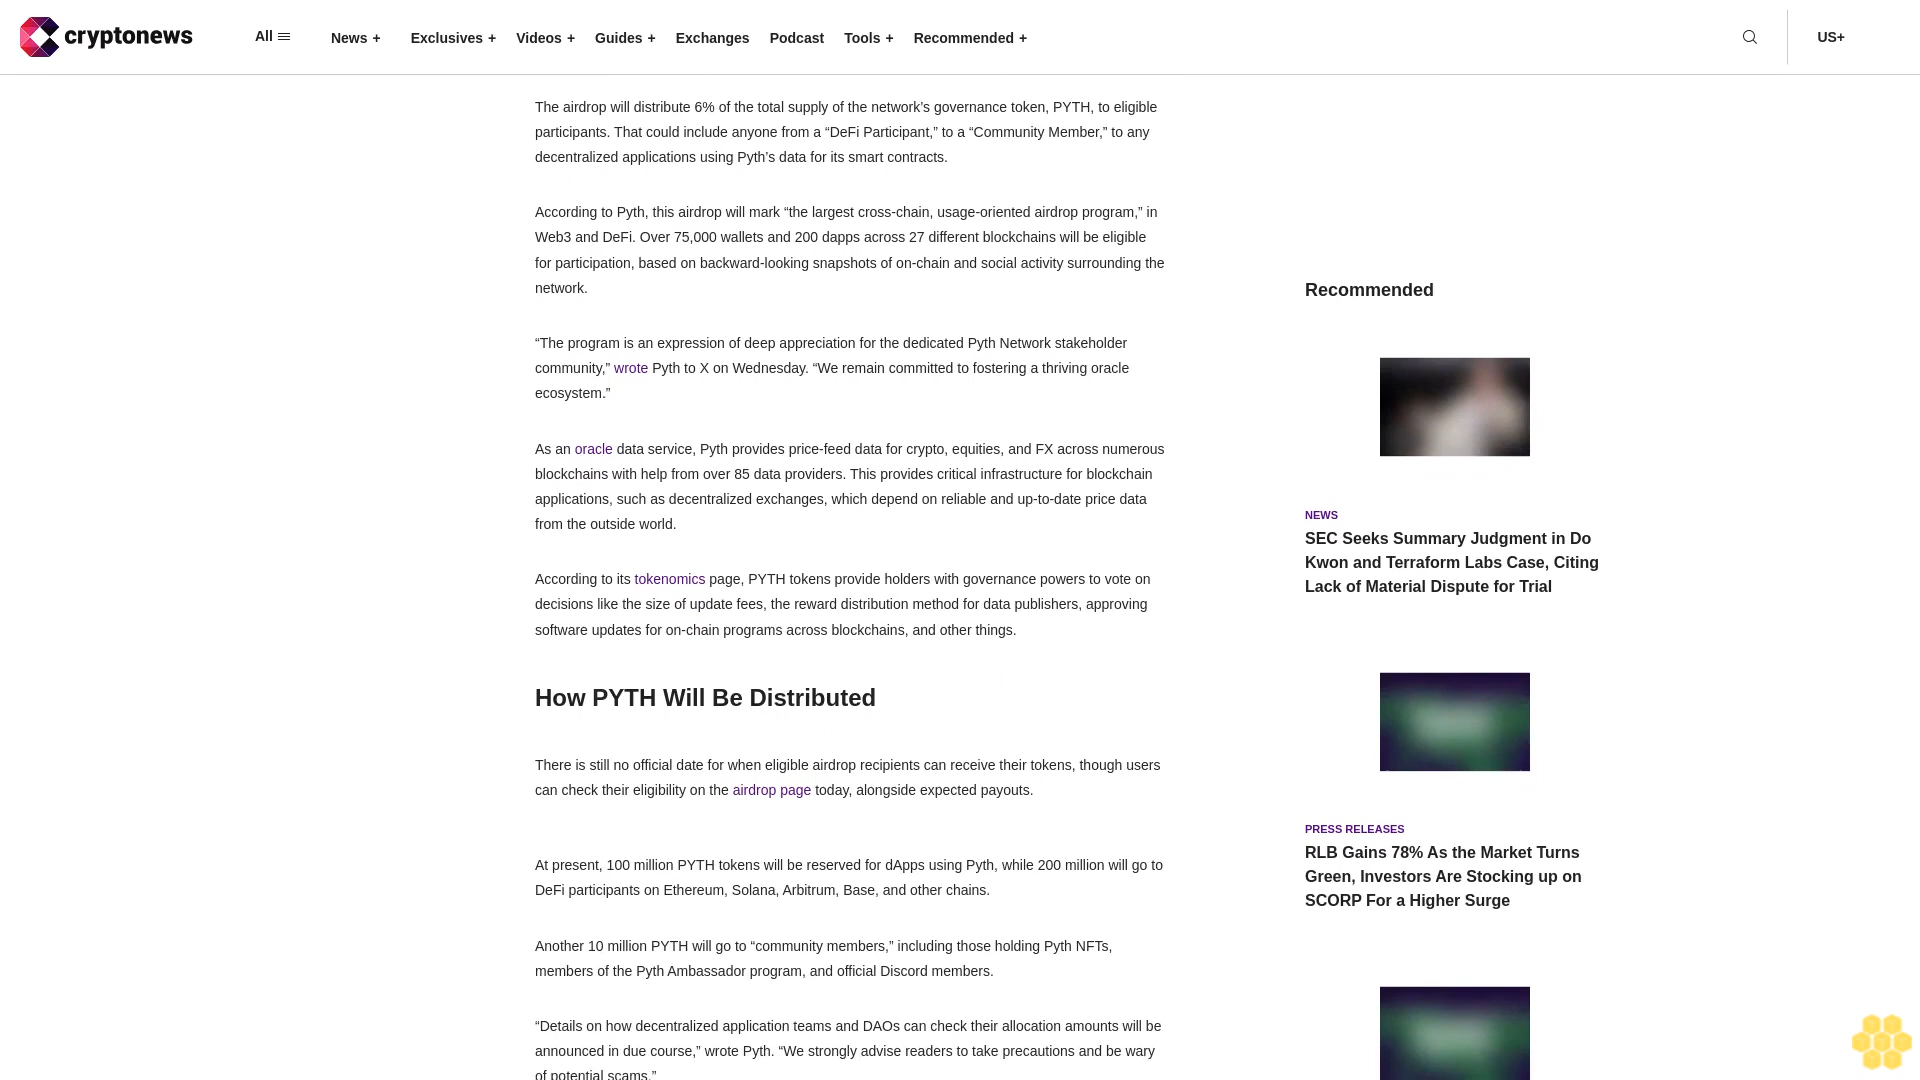 cryptonews
All
News +
Exclusives +
Videos +
Guides +
Exchanges
Podcast
Tools +
Recommended +
US+
The airdrop will distribute 6% of the total supply of the network’s governance token, PYTH, to eligible
participants. That could include anyone from a “DeFi Participant,” to a “Community Member,” to any
decentralized applications using Pyth’s data for its smart contracts.
According to Pyth, this airdrop will mark “the largest cross-chain, usage-oriented airdrop program,” in
Web3 and DeFi. Over 75,000 wallets and 200 dapps across 27 different blockchains will be eligible
for participation, based on backward-looking snapshots of on-chain and social activity surrounding the
network.
“The program is an expression of deep appreciation for the dedicated Pyth Network stakeholder
community,” wrote Pyth to X on Wednesday. “We remain committed to fostering a thriving oracle
ecosystem.”
As an oracle data service, Pyth provides price-feed data for crypto, equities, and FX across numerous
blockchains with help from over 85 data providers. This provides critical infrastructure for blockchain
applications, such as decentralized exchanges, which depend on reliable and up-to-date price data
from the outside world.
According to its tokenomics page, PYTH tokens provide holders with governance powers to vote on
decisions like the size of update fees, the reward distribution method for data publishers, approving
software updates for on-chain programs across blockchains, and other things.
How PYTH Will Be Distributed
There is still no official date for when eligible airdrop recipients can receive their tokens, though users
can check their eligibility on the airdrop page today, alongside expected payouts.
At present, 100 million PYTH tokens will be reserved for dApps using Pyth, while 200 million will go to
DeFi participants on Ethereum, Solana, Arbitrum, Base, and other chains.
Another 10 million PYTH will go to “community members,” including those holding Pyth NFTs,
members of the Pyth Ambassador program, and official Discord members.
“Details on how decentralized application teams and DAOs can check their allocation amounts will be
announced in due course,” wrote Pyth. “We strongly advise readers to take precautions and be wary
of potential scams.”
Recommended
NEWS
SEC Seeks Summary Judgment in Do
Kwon and Terraform Labs Case, Citing
Lack of Material Dispute for Trial
PRESS RELEASES
RLB Gains 78% As the Market Turns
Green, Investors Are Stocking up on
SCORP For a Higher Surge